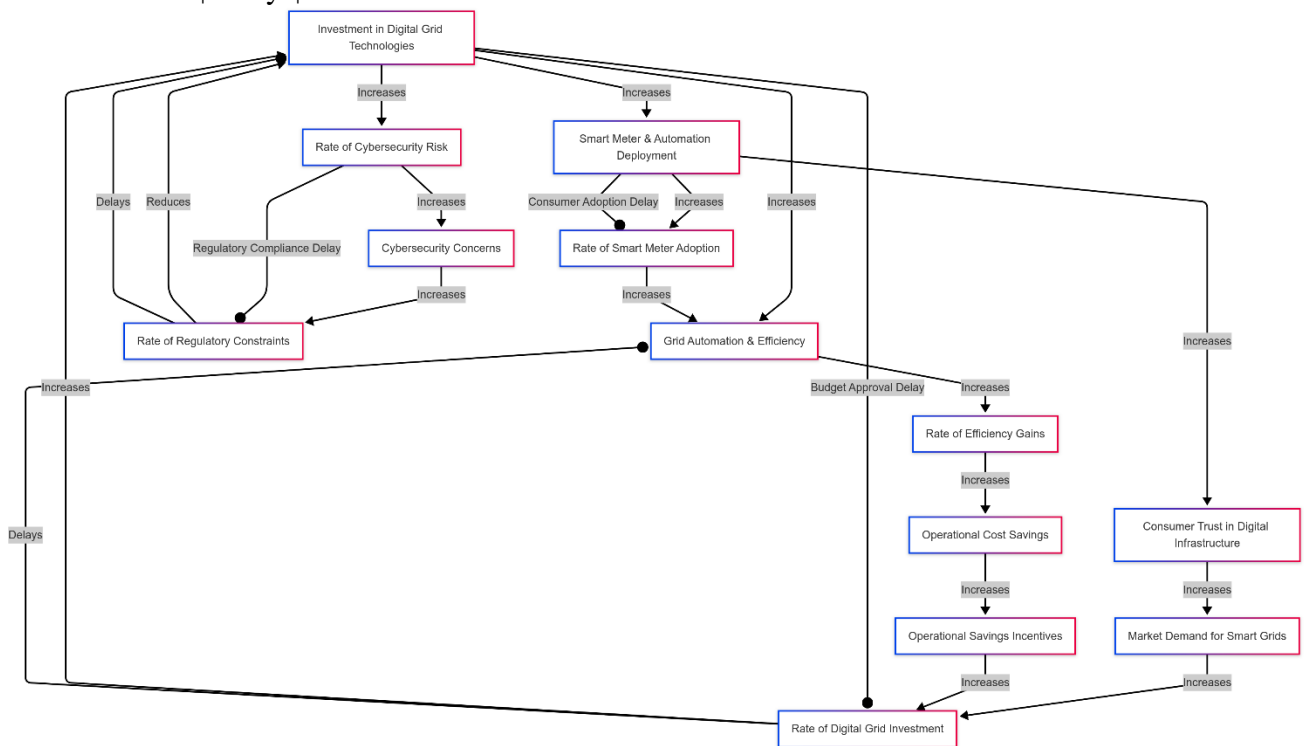 Investment in Digital Grid
Technologies
Increases
Increases
Rate of Cybersecurity Risk
Smart Meter & Automation
Deployment
Delays
Reduces
Increases
Consumer Adoption Delay
Increases
Increases
Regulatory Compliance Delay
Cybersecurity Concerns
Rate of Smart Meter Adoption
Increases
Increases
Rate of Regulatory Constraints
Grid Automation & Efficiency
Increases
Increases
Budget Approval Delay
Increases
Rate of Efficiency Gains
Increases
Delays
Operational Cost Savings
Consumer Trust in Digital
Infrastructure
Increases
Increases
Operational Savings Incentives
Market Demand for Smart Grids
Increases
Increases
Rate of Digital Grid Investment